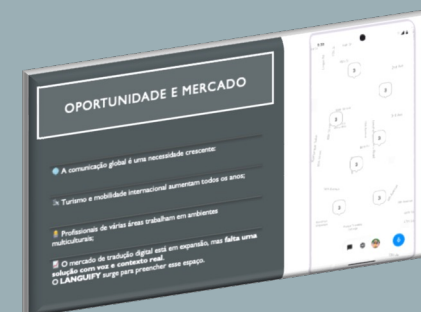 OPORTUNIDADE E MERCADO
A comunicação global é uma necessidade crescente;
Turismo e mobilidade internacional aumentam todos os anos;
Profissionais de várias áreas trabalham em ambientes
multiculturais;
O mercado de tradução digital está em expansão, mas falta uma
solução com voz e contexto real.
O LANGUIFY surge para preencher esse espaço.